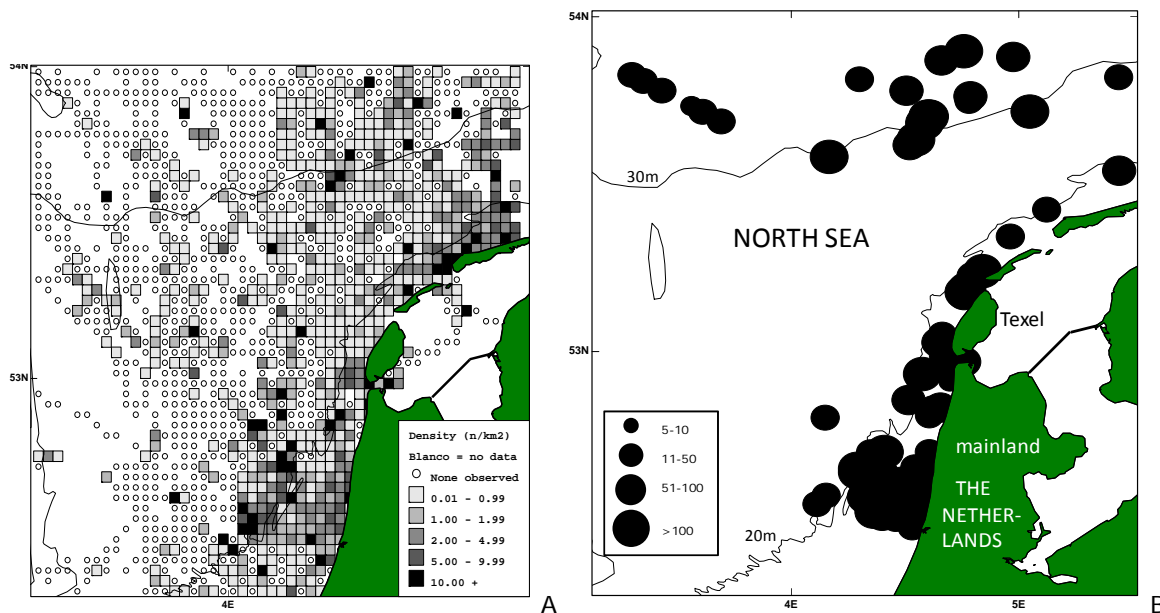 54N
53N
4E
Density (n/km2)
Blanco = no data
None observed
0.01 - 0.99
1.00 - 1.99
2.00 - 4.99
5.00 - 9.99
10.00 +
A
54N
30m
NORTH SEA
Texel
53N
5-10
11-50
51-100
>100
mainland
THE
NETHER-
LANDS
20m
4E
5E